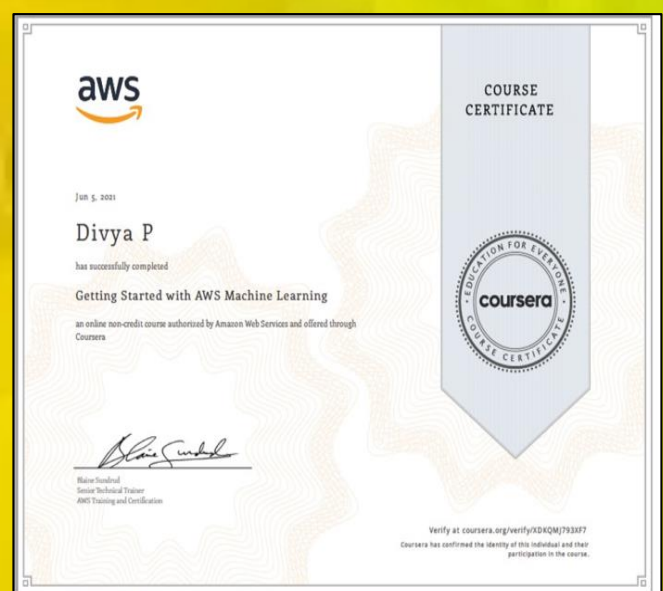 aws
COURSE
CERTIFICATE
Jun 5, 2021
Divya P
has successfully completed
Getting Started with AWS Machine Learning
an online non-credit course authorized by Amazon Web Services and offered through
Coursera
EDUCATION FOR EVERYONE
coursera
COURSE CERTIFICATE
Blaine Sundrud
Senior Technical Trainer
AWS Training and Certification
Verify at coursera.org/verify/XDKQMJ793XF7
Coursera has confirmed the identity of this individual and their
participation in the course.